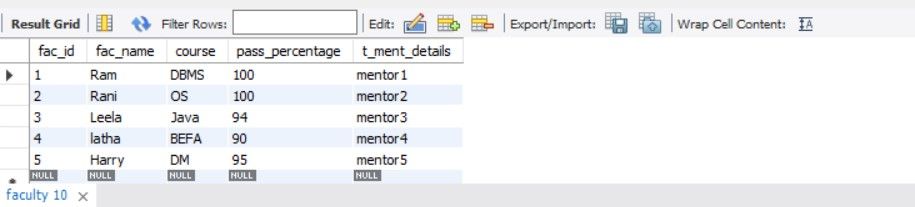 Result Grid Filter Rows: Edit: Export/Import: Wrap Cell Content: IA
fac_id fac_name course pass_percentage t_ment_details
1 Ram DBMS 100 mentor1
2 Rani OS 100 mentor2
3 Leela Java 94 mentor3
4 latha BEFA 90 mentor4
5 Harry DM 95 mentor5
NULL NULL NULL NULL NULL
faculty 10